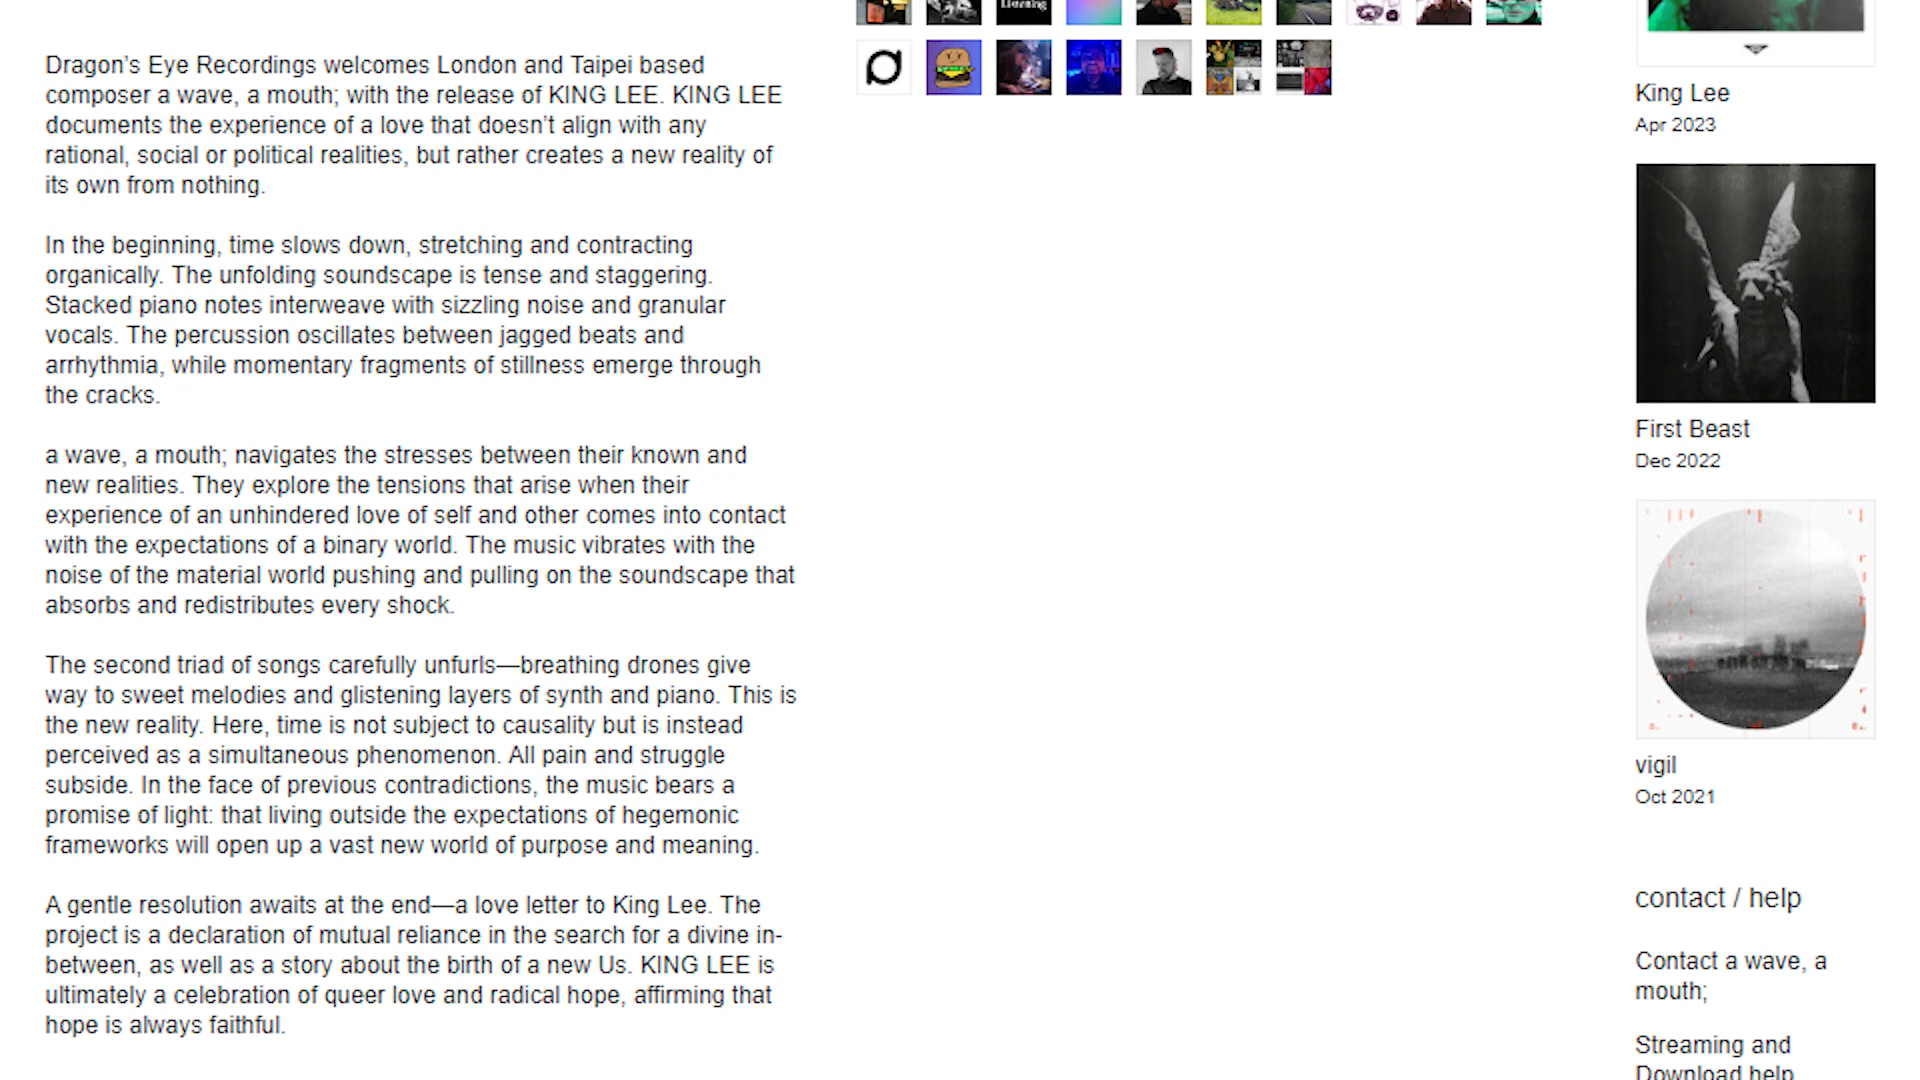 Listening
Dragon’s Eye Recordings welcomes London and Taipei based
composer a wave, a mouth; with the release of KING LEE. KING LEE
documents the experience of a love that doesn’t align with any
rational, social or political realities, but rather creates a new reality of
its own from nothing.
In the beginning, time slows down, stretching and contracting
organically. The unfolding soundscape is tense and staggering.
Stacked piano notes interweave with sizzling noise and granular
vocals. The percussion oscillates between jagged beats and
arrhythmia, while momentary fragments of stillness emerge through
the cracks.
a wave, a mouth; navigates the stresses between their known and
new realities. They explore the tensions that arise when their
experience of an unhindered love of self and other comes into contact
with the expectations of a binary world. The music vibrates with the
noise of the material world pushing and pulling on the soundscape that
absorbs and redistributes every shock.
The second triad of songs carefully unfurls—breathing drones give
way to sweet melodies and glistening layers of synth and piano. This is
the new reality. Here, time is not subject to causality but is instead
perceived as a simultaneous phenomenon. All pain and struggle
subside. In the face of previous contradictions, the music bears a
promise of light: that living outside the expectations of hegemonic
frameworks will open up a vast new world of purpose and meaning.
A gentle resolution awaits at the end—a love letter to King Lee. The
project is a declaration of mutual reliance in the search for a divine in-
between, as well as a story about the birth of a new Us. KING LEE is
ultimately a celebration of queer love and radical hope, affirming that
hope is always faithful.
King Lee
Apr 2023
First Beast
Dec 2022
vigil
Oct 2021
contact / help
Contact a wave, a
mouth;
Streaming and
Download help